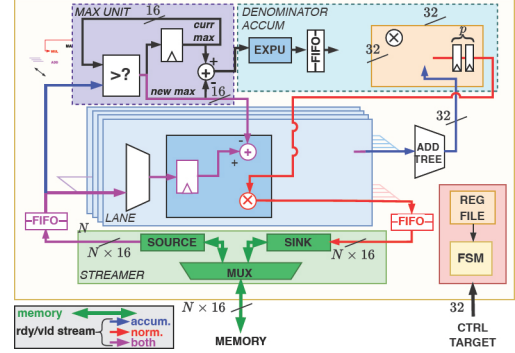 MAX UNIT
16
curr
max
>?
+
-
new max
16
DENOMINATOR
ACCUM
EXPU
FIFO
32
32
p
32
ADD
TREE
-
+
LANE
FIFO
N
FIFO
N × 16
SOURCE
SINK
N × 16
STREAMER
MUX
REG
FILE
FSM
N × 16
MEMORY
32
CTRL
TARGET
memory
rdy/vld stream
accum.
norm.
both